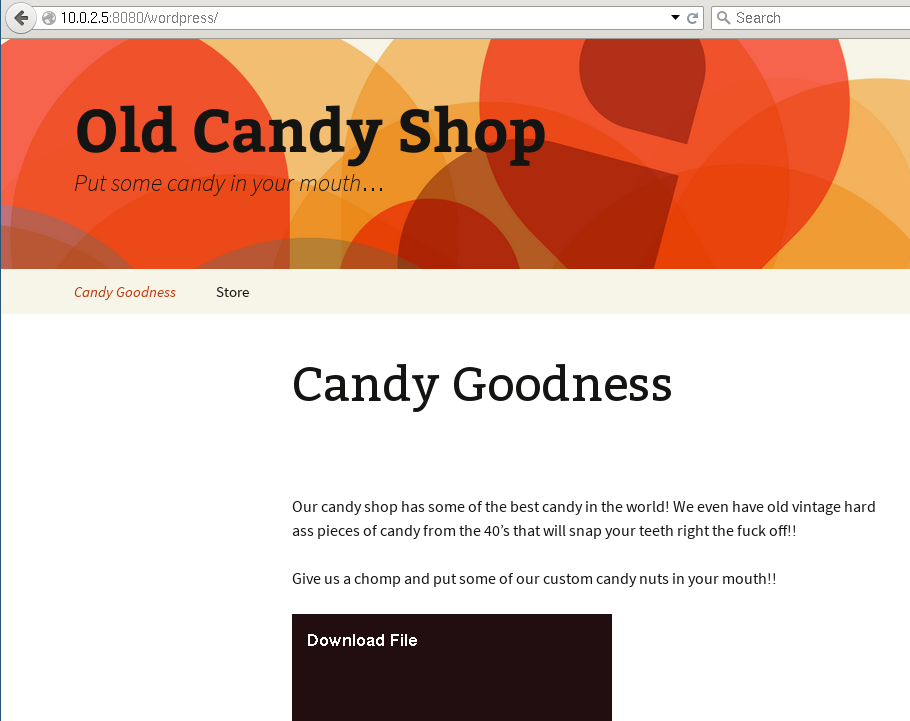 10.0.2.5:8080/wordpress/
Search
Old Candy Shop
Put some candy in your mouth…
Candy Goodness
Store
Candy Goodness
Our candy shop has some of the best candy in the world! We even have old vintage hard
ass pieces of candy from the 40’s that will snap your teeth right the fuck off!!
Give us a chomp and put some of our custom candy nuts in your mouth!!
Download File